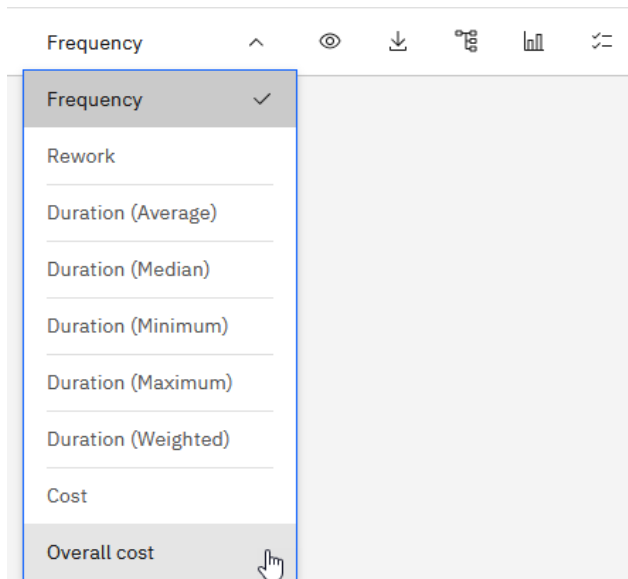 Frequency
Frequency
Rework
Duration (Average)
Duration (Median)
Duration (Minimum)
Duration (Maximum)
Duration (Weighted)
Cost
Overall cost